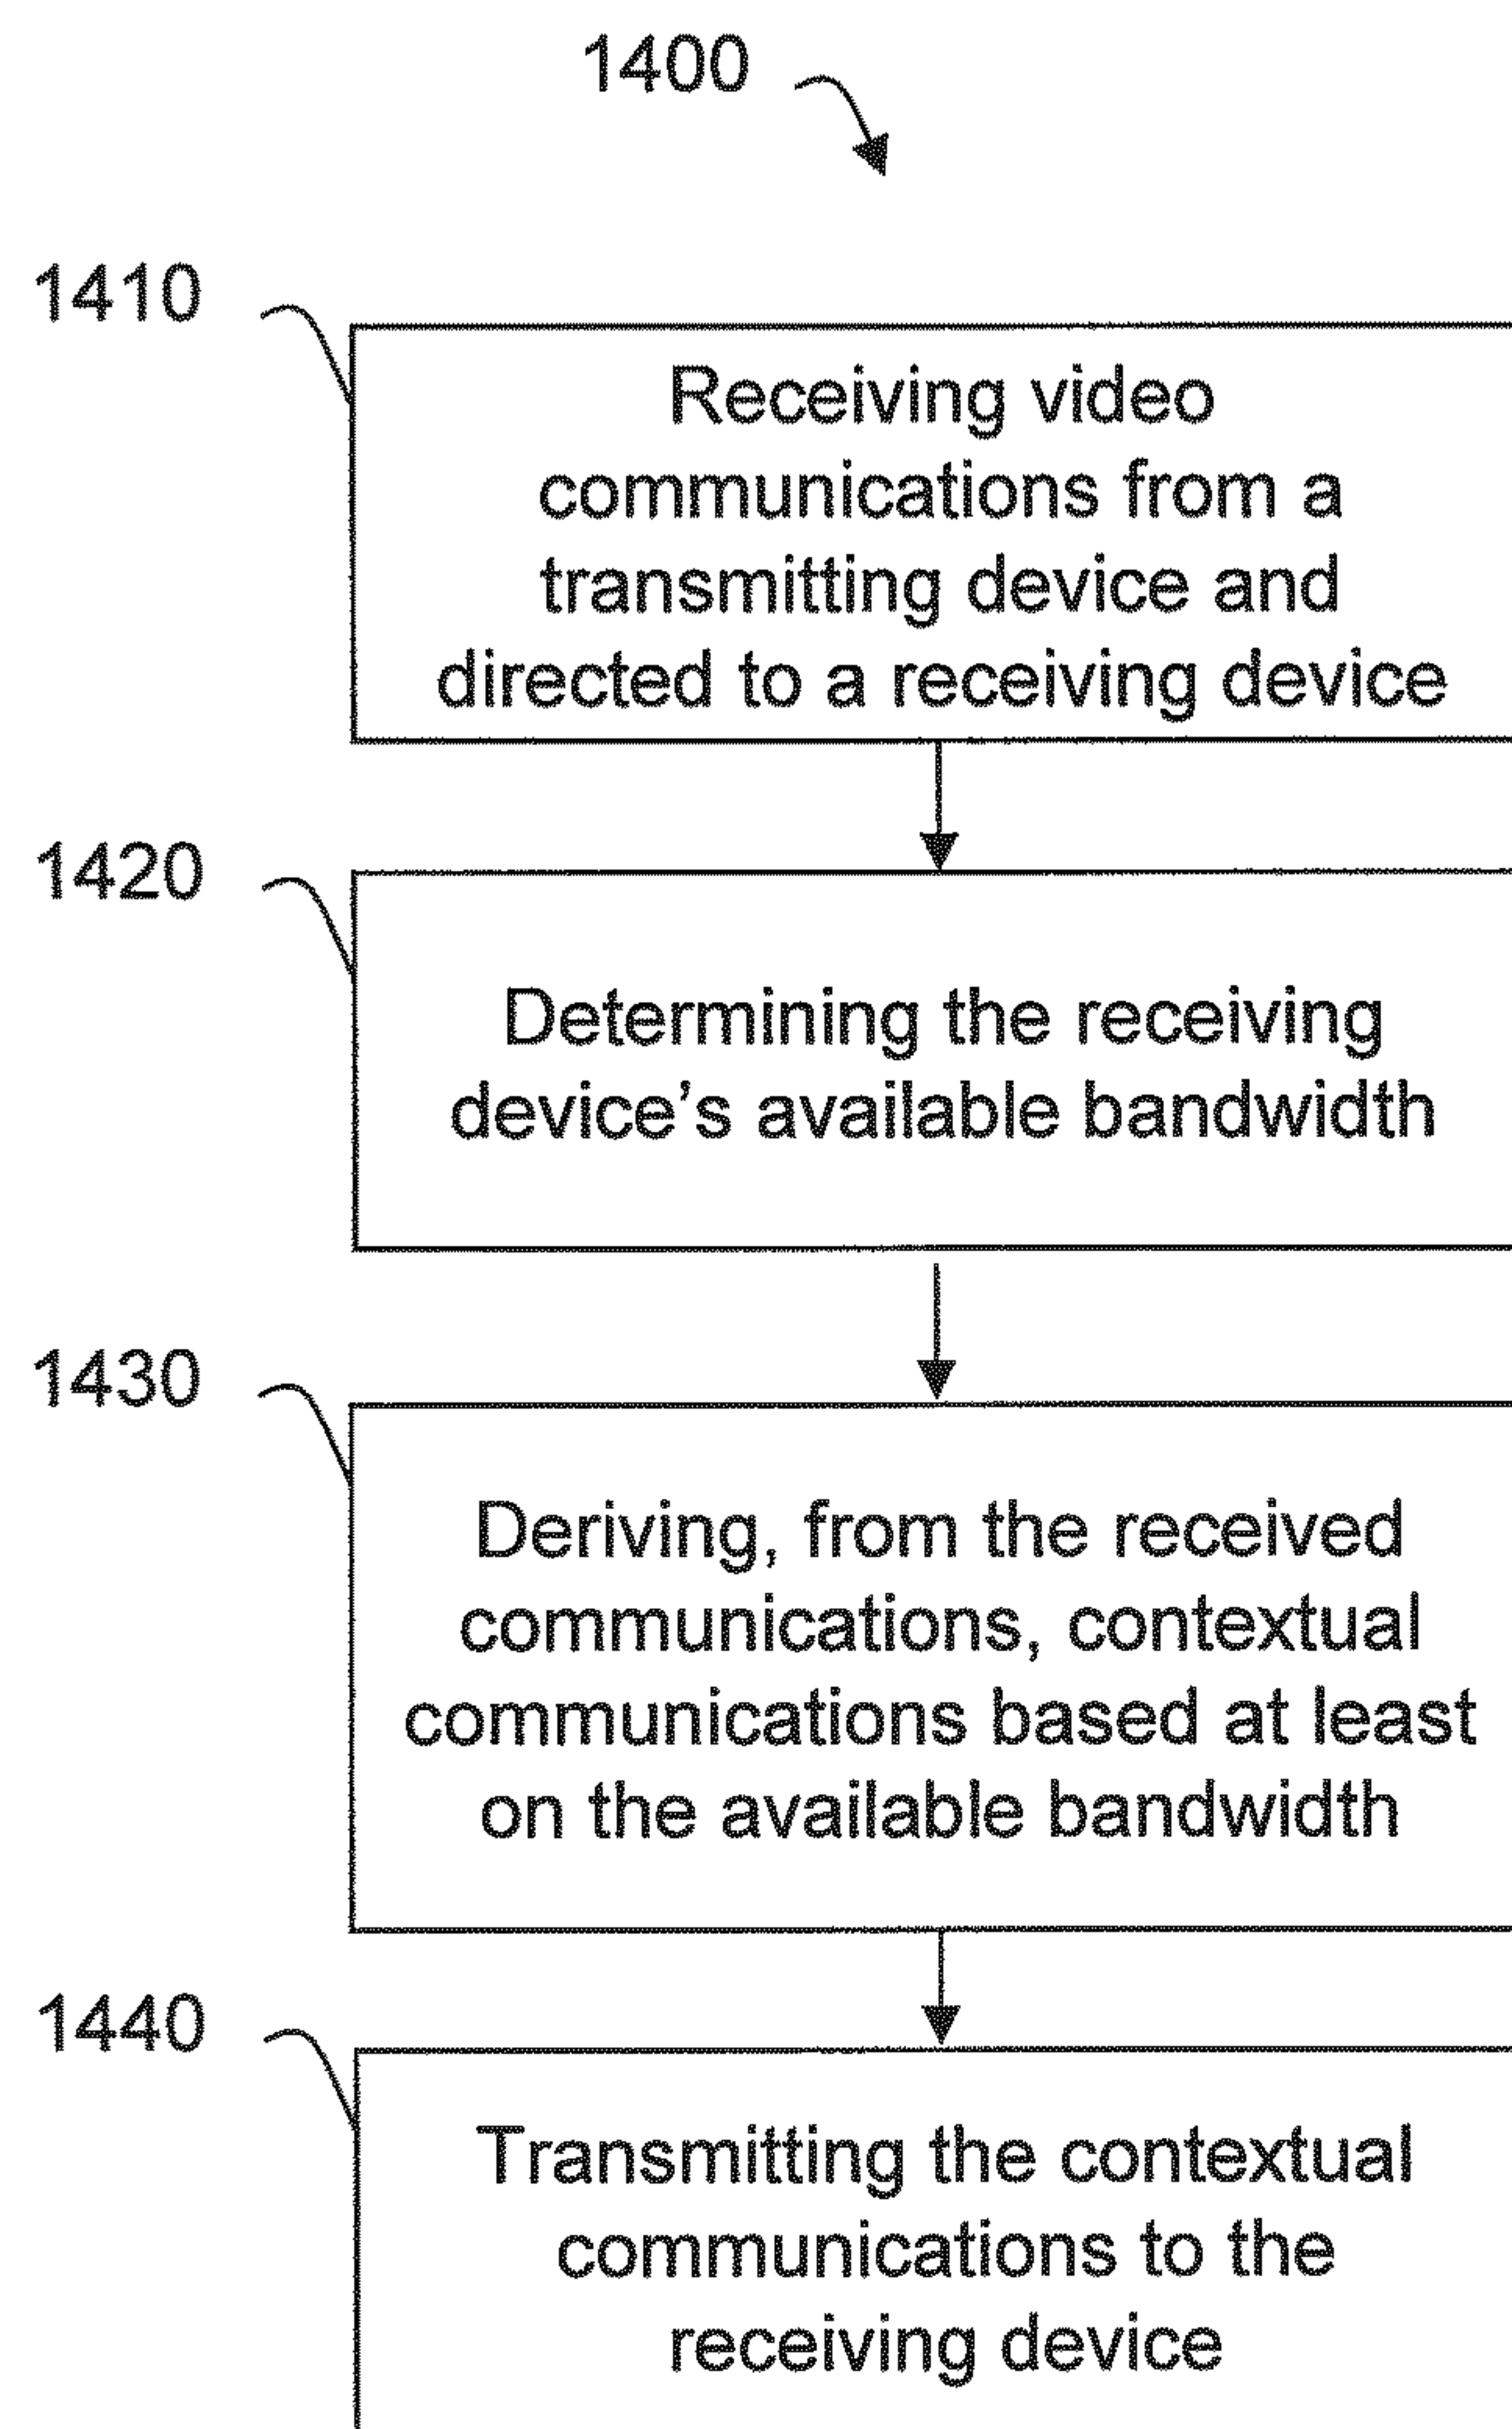 1400
1410
Receiving video
communications from a
transmitting device and
directed to a receiving device
1420
Determining the receiving
device's available bandwidth
1430
Deriving, from the received
communications, contextual
communications based at least
on the available bandwidth
1440
Transmitting the contextual
communications to the
receiving device